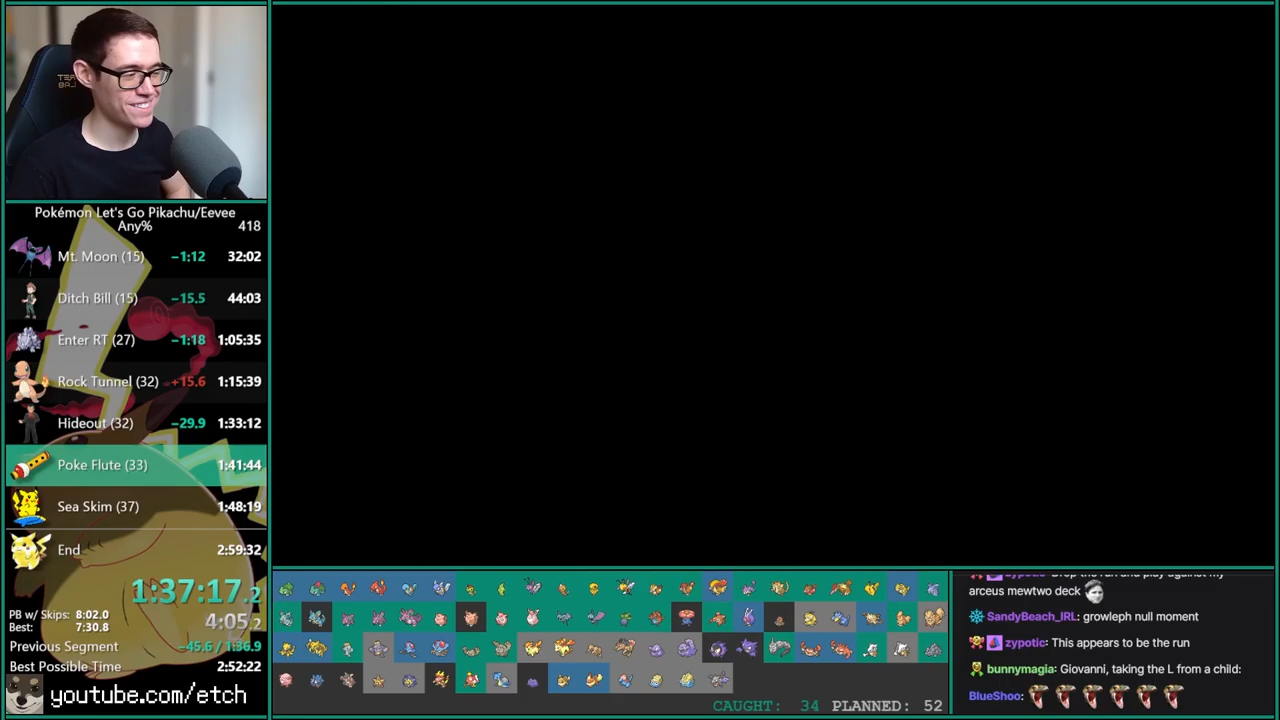 Pokémon Let's Go Pikachu/Eevee
Any% 418
Mt. Moon (15) −1:12 32:02
Ditch Bill (15) −15.5 44:03
Enter RT (27) −1:18 1:05:35
Rock Tunnel (32) +15.6 1:15:39
Hideout (32) −29.9 1:33:12
Poke Flute (33) 1:41:44
Sea Skim (37) 1:48:19
End 2:59:32
1:37:17.2
PB w/ Skips: 8:02.0
Best: 7:30.8
4:05.2
Previous Segment −45.6 / 1:36.9
Best Possible Time 2:52:22
youtube.com/etch
CAUGHT: 34 PLANNED: 52
arceus mewtwo deck
SandyBeach_IRL: growleph null moment
zypotic: This appears to be the run
bunnymagia: Giovanni, taking the L from a child:
BlueShoo: